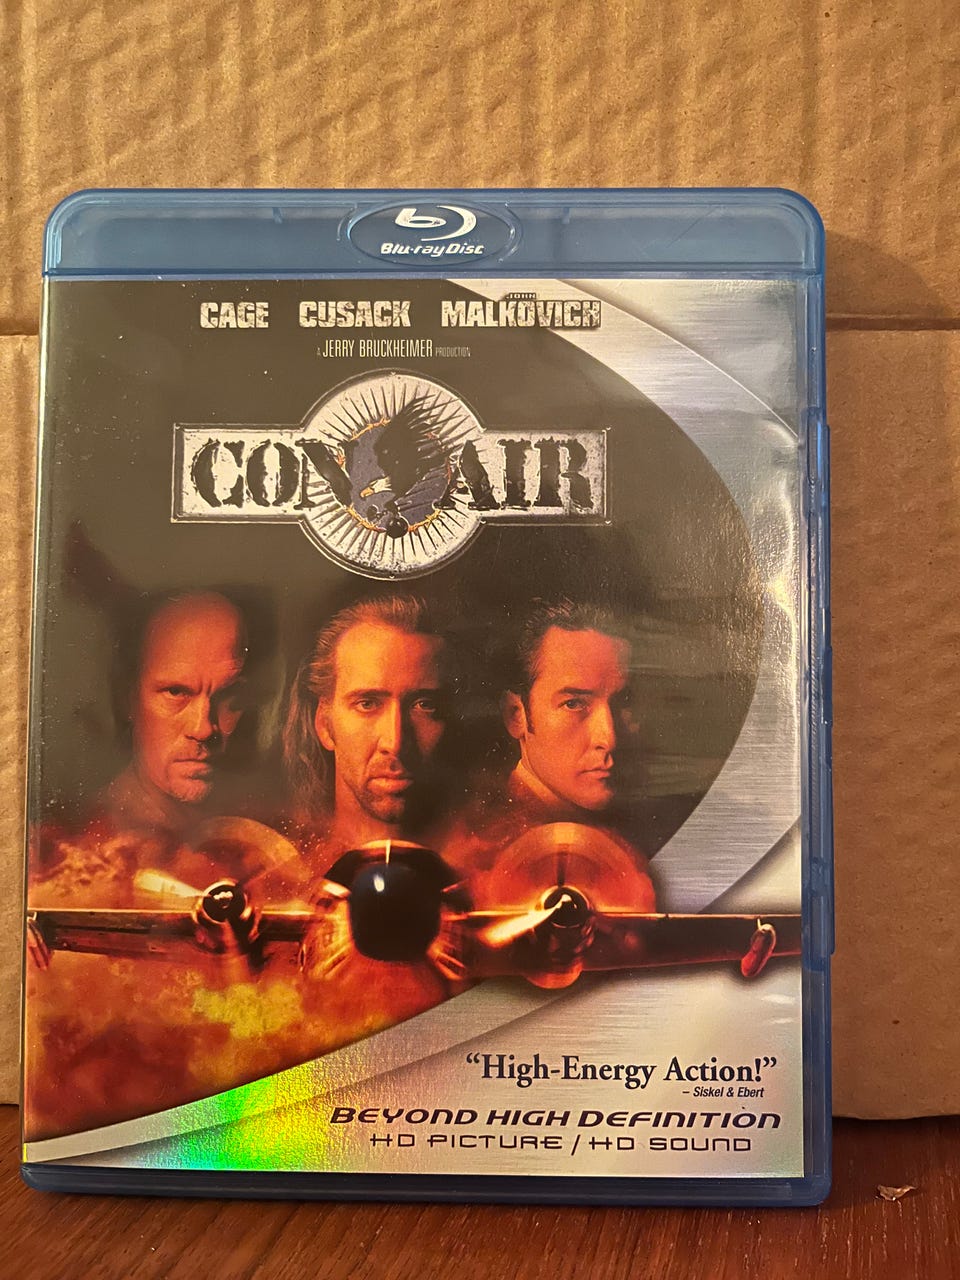 Blu-ray Disc
CAGE CUSACK JOHN MALKOVICH
A JERRY BRUCKHEIMER PRODUCTION
CON AIR
“High-Energy Action!”
– Siskel & Ebert
BEYOND HIGH DEFINITION
HD PICTURE / HD SOUND